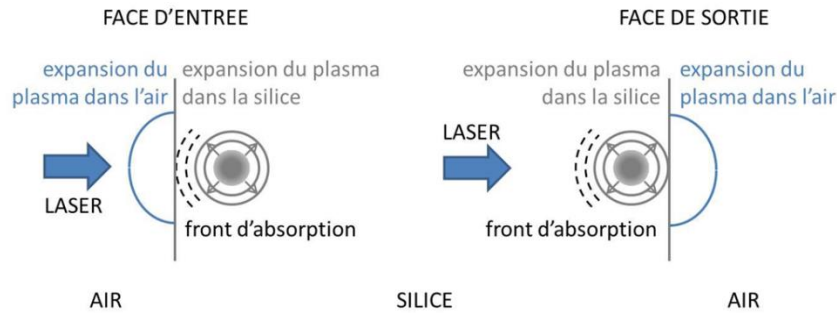 FACE D'ENTREE
FACE DE SORTIE
expansion du
plasma dans l'air
expansion du plasma
dans la silice
expansion du plasma
dans la silice
expansion du
plasma dans l'air
LASER
LASER
front d'absorption
front d'absorption
AIR
SILICE
AIR